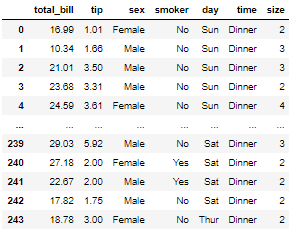 total_bill tip sex smoker day time size
0 16.99 1.01 Female No Sun Dinner 2
1 10.34 1.66 Male No Sun Dinner 3
2 21.01 3.50 Male No Sun Dinner 3
3 23.68 3.31 Male No Sun Dinner 2
4 24.59 3.61 Female No Sun Dinner 4
... ... ... ... ... ... ... ...
239 29.03 5.92 Male No Sat Dinner 3
240 27.18 2.00 Female Yes Sat Dinner 2
241 22.67 2.00 Male Yes Sat Dinner 2
242 17.82 1.75 Male No Sat Dinner 2
243 18.78 3.00 Female No Thur Dinner 2